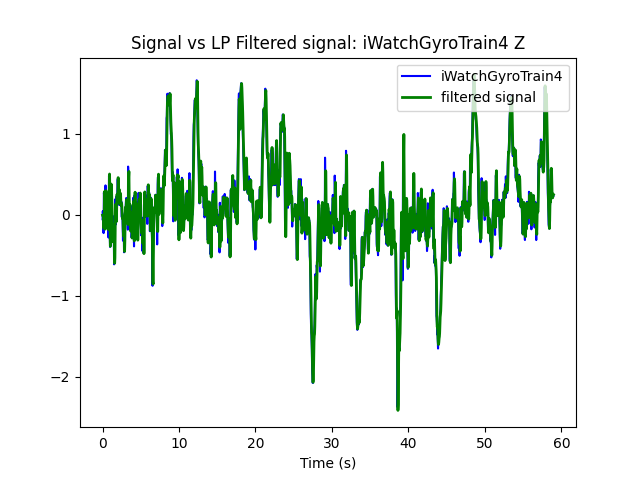 Signal vs LP Filtered signal: iWatchGyroTrain4 Z
iWatchGyroTrain4
filtered signal
1
0
−1
−2
0 10 20 30 40 50 60
Time (s)